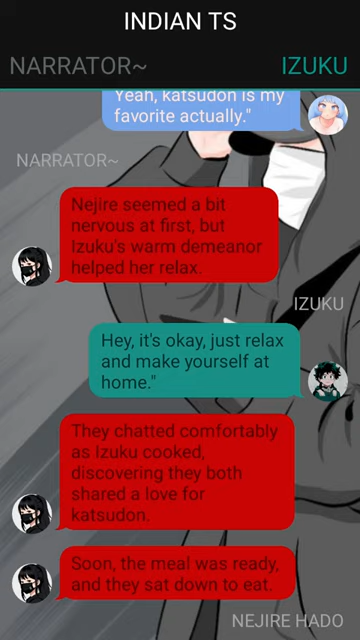 INDIAN TS
NARRATOR~ IZUKU
Yeah, katsudon is my
favorite actually."
NARRATOR~
Nejire seemed a bit
nervous at first, but
Izuku's warm demeanor
helped her relax.
IZUKU
Hey, it's okay, just relax
and make yourself at
home."
They chatted comfortably
as Izuku cooked,
discovering they both
shared a love for
katsudon.
Soon, the meal was ready,
and they sat down to eat.
NEJIRE HADO